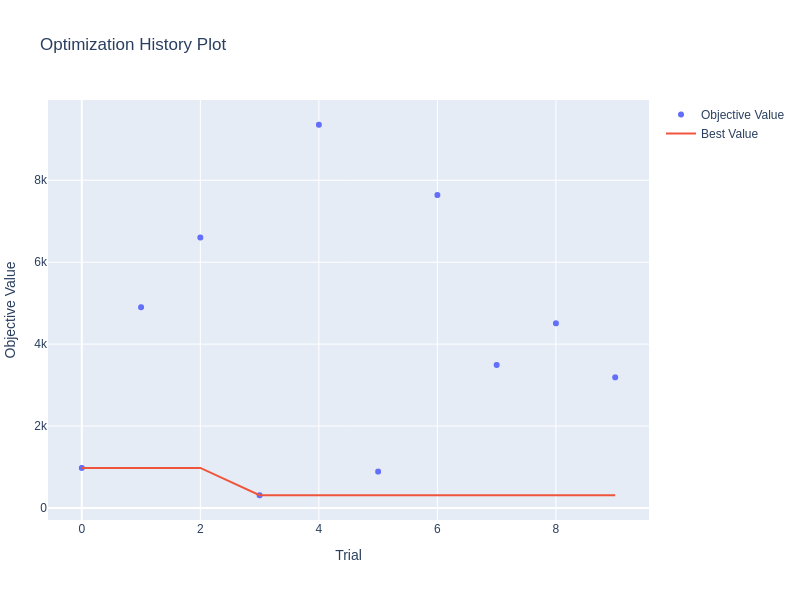 Optimization History Plot
Objective Value
Best Value
8k
6k
4k
2k
0
Objective Value
0 2 4 6 8
Trial